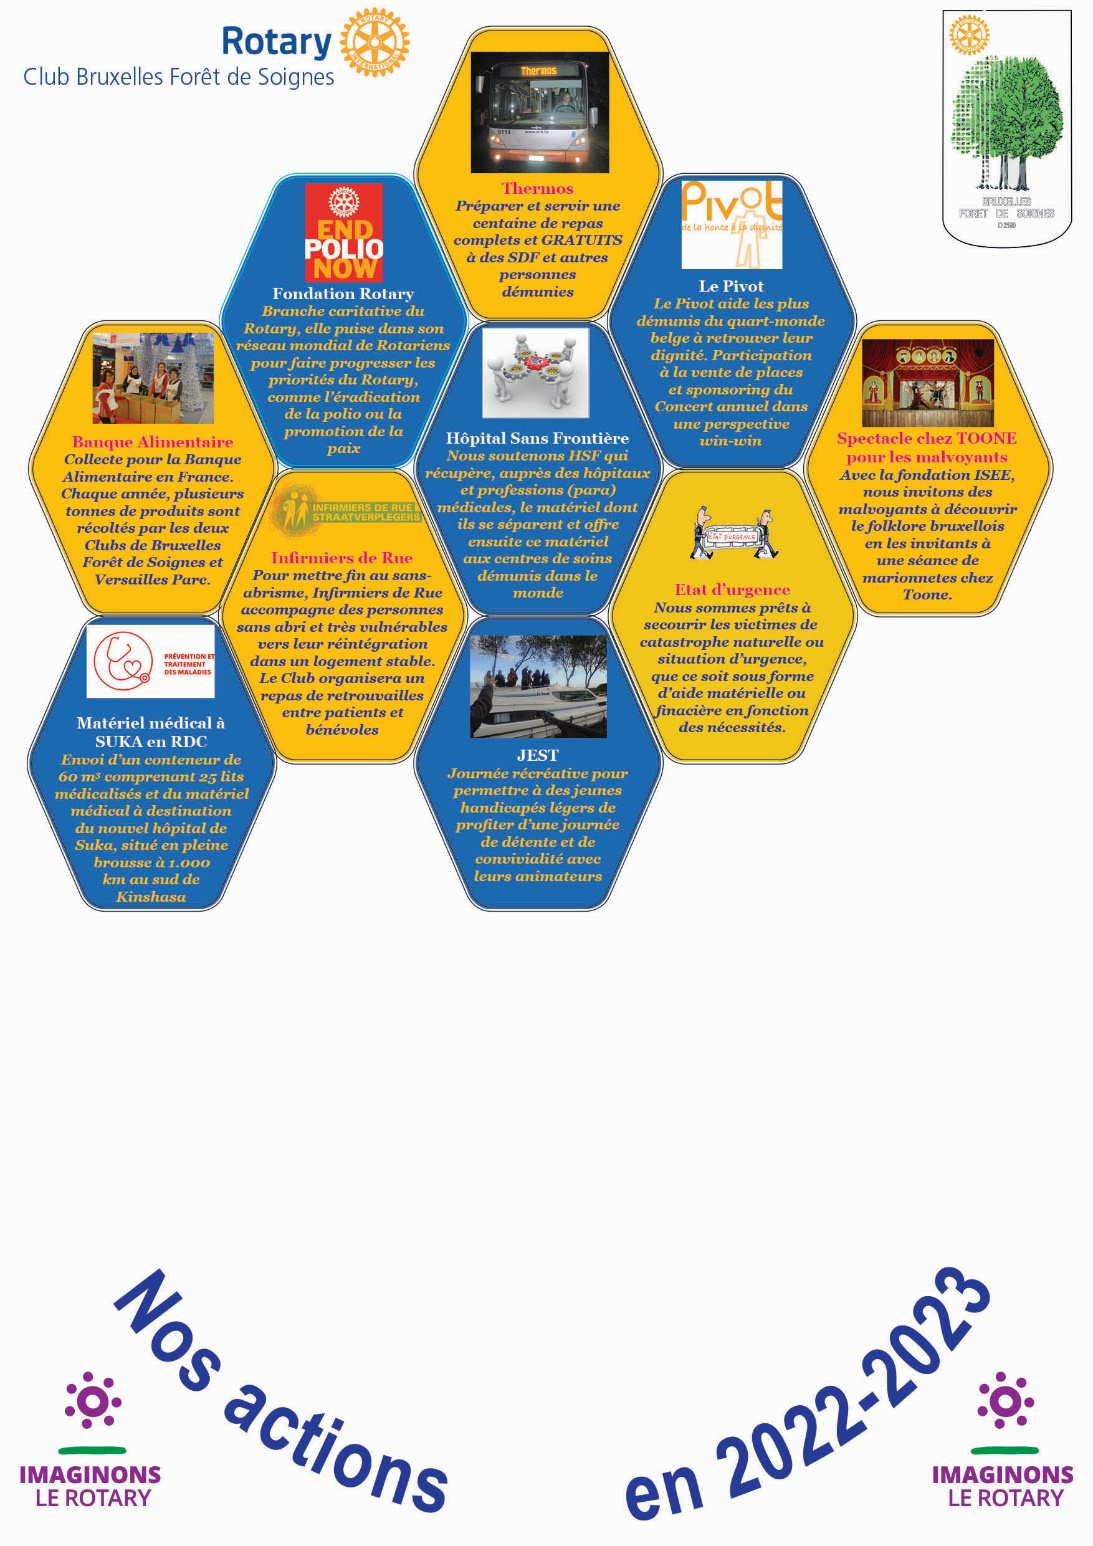 Rotary
Club Bruxelles Forêt de Soignes
ROTARY
INTERNATIONAL
BRUXELLES
FORET DE SOIGNES
D 2160
Thermos
Thermos
Préparer et servir une
centaine de repas
complets et GRATUITS
à des SDF et autres
personnes
démunies
END
POLIO
NOW
Fondation Rotary
Branche caritative du
Rotary, elle puise dans son
réseau mondial de Rotariens
pour faire progresser les
priorités du Rotary,
comme l'éradication
de la polio ou la
promotion de la
paix
Pivot
de la honte à la dignité
Le Pivot
Le Pivot aide les plus
démunis du quart-monde
belge à retrouver leur
dignité. Participation
à la vente de places
et sponsoring du
Concert annuel dans
une perspective
win-win
Banque Alimentaire
Collecte pour la Banque
Alimentaire en France.
Chaque année, plusieurs
tonnes de produits sont
récoltés par les deux
Clubs de Bruxelles
Forêt de Soignes et
Versailles Parc.
Hôpital Sans Frontière
Nous soutenons HSF qui
récupère, auprès des hôpitaux
et professions (para)
médicales, le matériel dont
ils se séparent et offre
ensuite ce matériel
aux centres de soins
démunis dans le
monde
Spectacle chez TOONE
pour les malvoyants
Avec la fondation ISEE,
nous invitons des
malvoyants à découvrir
le folklore bruxellois
en les invitants à
une séance de
marionnetes chez
Toone.
INFIRMIERS DE RUE
STRAATVERPLEGERS
Infirmiers de Rue
Pour mettre fin au sans-
abrisme, Infirmiers de Rue
accompagne des personnes
sans abri et très vulnérables
vers leur réintégration
dans un logement stable.
Le Club organisera un
repas de retrouvailles
entre patients et
bénévoles
ETAT D'URGENCE
Etat d'urgence
Nous sommes prêts à
secourir les victimes de
catastrophe naturelle ou
situation d'urgence,
que ce soit sous forme
d'aide matérielle ou
finacière en fonction
des nécessités.
PRÉVENTION ET
TRAITEMENT
DES MALADIES
Matériel médical à
SUKA en RDC
Envoi d'un conteneur de
60 m³ comprenant 25 lits
médicalisés et du matériel
médical à destination
du nouvel hôpital de
Suka, situé en pleine
brousse à 1.000
km au sud de
Kinshasa
JEST
Journée récréative pour
permettre à des jeunes
handicapés légers de
profiter d'une journée
de détente et de
convivialité avec
leurs animateurs
Nos actions en 2022-2023
IMAGINONS
LE ROTARY
IMAGINONS
LE ROTARY